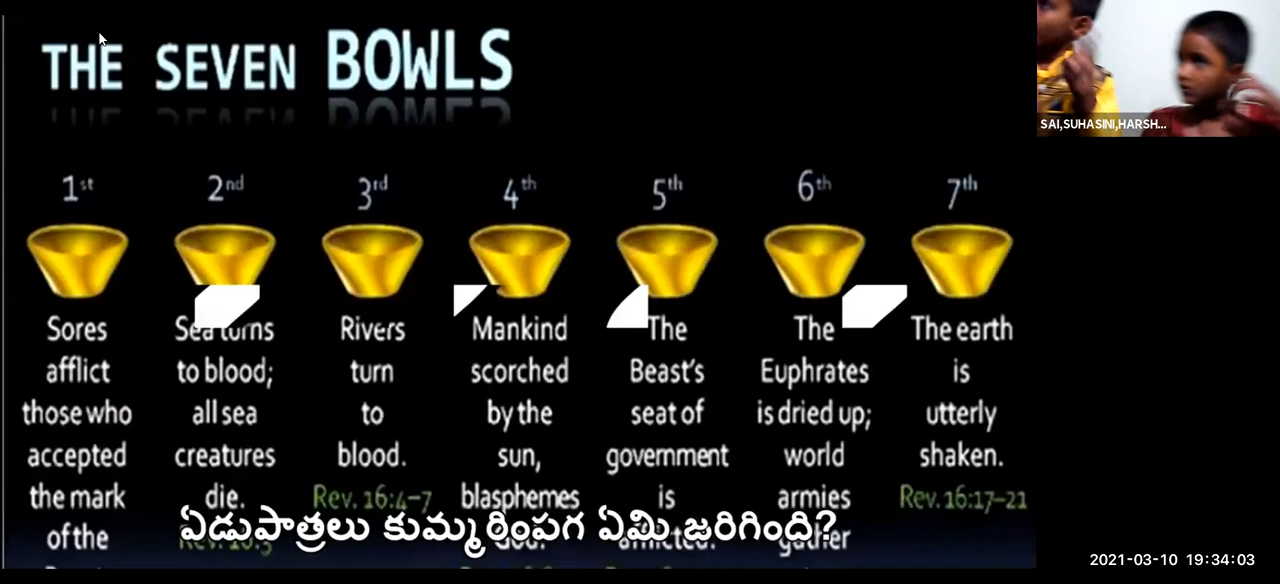 THE SEVEN BOWLS
SAI,SUHASINI,HARSH...
1st 2nd 3rd 4th 5th 6th 7th
Sores
afflict
those who
accepted
the mark
of the
Sea turns
to blood;
all sea
creatures
die.
Rivers
turn
to
blood.
Rev. 16:4–7
Mankind
scorched
by the
sun,
blasphemes
God.
The
Beast's
seat of
government
is
afflicted.
The
Euphrates
is dried up;
world
armies
gather
The earth
is
utterly
shaken.
Rev. 16:17–21
ఏడుపాత్రలు కుమ్మరింపగ ఏమి జరిగింది?
2021-03-10 19:34:03